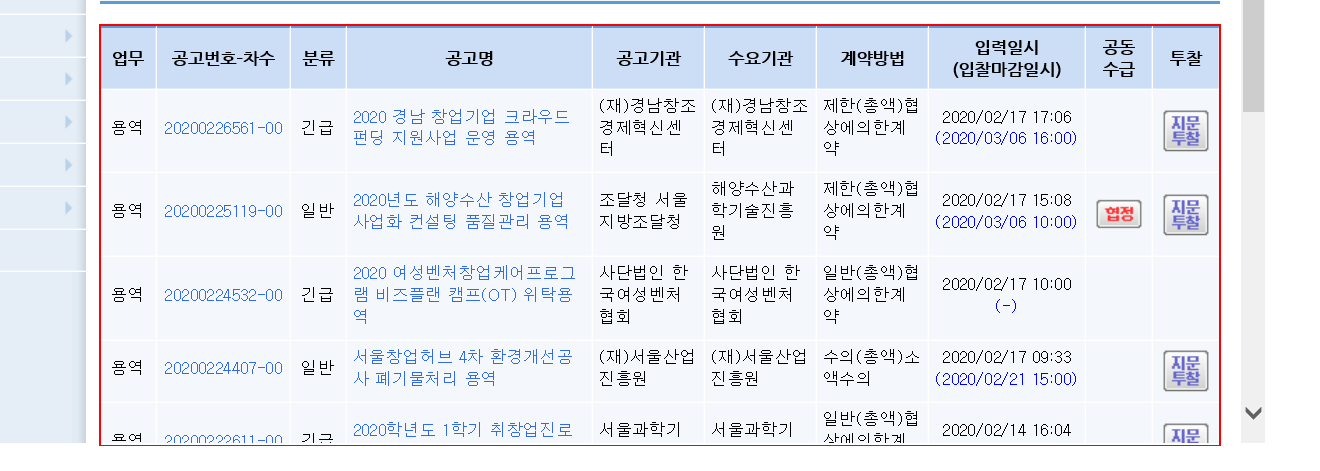 업무
공고번호-차수
분류
공고명
공고기관
수요기관
계약방법
입력일시
(입찰마감일시)
공동
수급
투찰
용역
20200226561-00
긴급
2020 경남 창업기업 크라우드
펀딩 지원사업 운영 용역
(재)경남창조
경제혁신센
터
(재)경남창조
경제혁신센
터
제한(총액)협
상에의한계
약
2020/02/17 17:06
(2020/03/06 16:00)
지문
투찰
용역
20200225119-00
일반
2020년도 해양수산 창업기업
사업화 컨설팅 품질관리 용역
조달청 서울
지방조달청
해양수산과
학기술진흥
원
제한(총액)협
상에의한계
약
2020/02/17 15:08
(2020/03/06 10:00)
협정
지문
투찰
용역
20200224532-00
긴급
2020 여성벤처창업케어프로그
램 비즈플랜 캠프(OT) 위탁용
역
사단법인 한
국여성벤처
협회
사단법인 한
국여성벤처
협회
일반(총액)협
상에의한계
약
2020/02/17 10:00
(-)
용역
20200224407-00
일반
서울창업허브 4차 환경개선공
사 폐기물처리 용역
(재)서울산업
진흥원
(재)서울산업
진흥원
수의(총액)소
액수의
2020/02/17 09:33
(2020/02/21 15:00)
지문
투찰
용역
20200222611-00
긴급
2020학년도 1학기 취창업진로
서울과학기
서울과학기
일반(총액)협
상에의한계
2020/02/14 16:04
지문